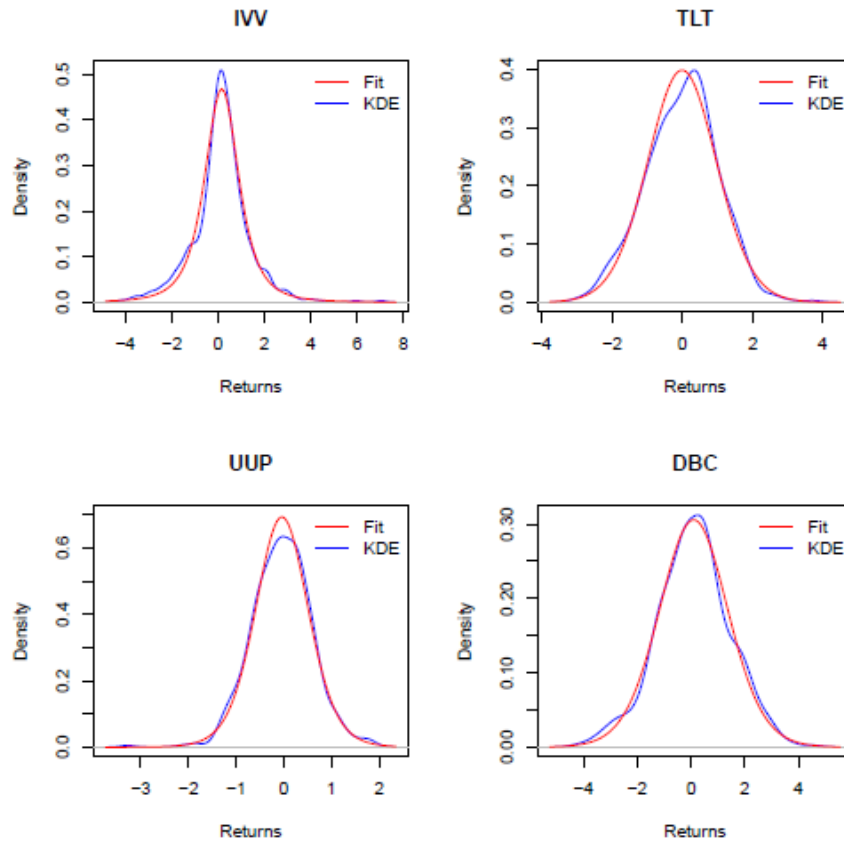 IVV
Density
0.0 0.1 0.2 0.3 0.4 0.5
Fit
KDE
−4 −2 0 2 4 6 8
Returns
TLT
Density
0.0 0.1 0.2 0.3 0.4
Fit
KDE
−4 −2 0 2 4
Returns
UUP
Density
0.0 0.2 0.4 0.6
Fit
KDE
−3 −2 −1 0 1 2
Returns
DBC
Density
0.00 0.10 0.20 0.30
Fit
KDE
−4 −2 0 2 4
Returns